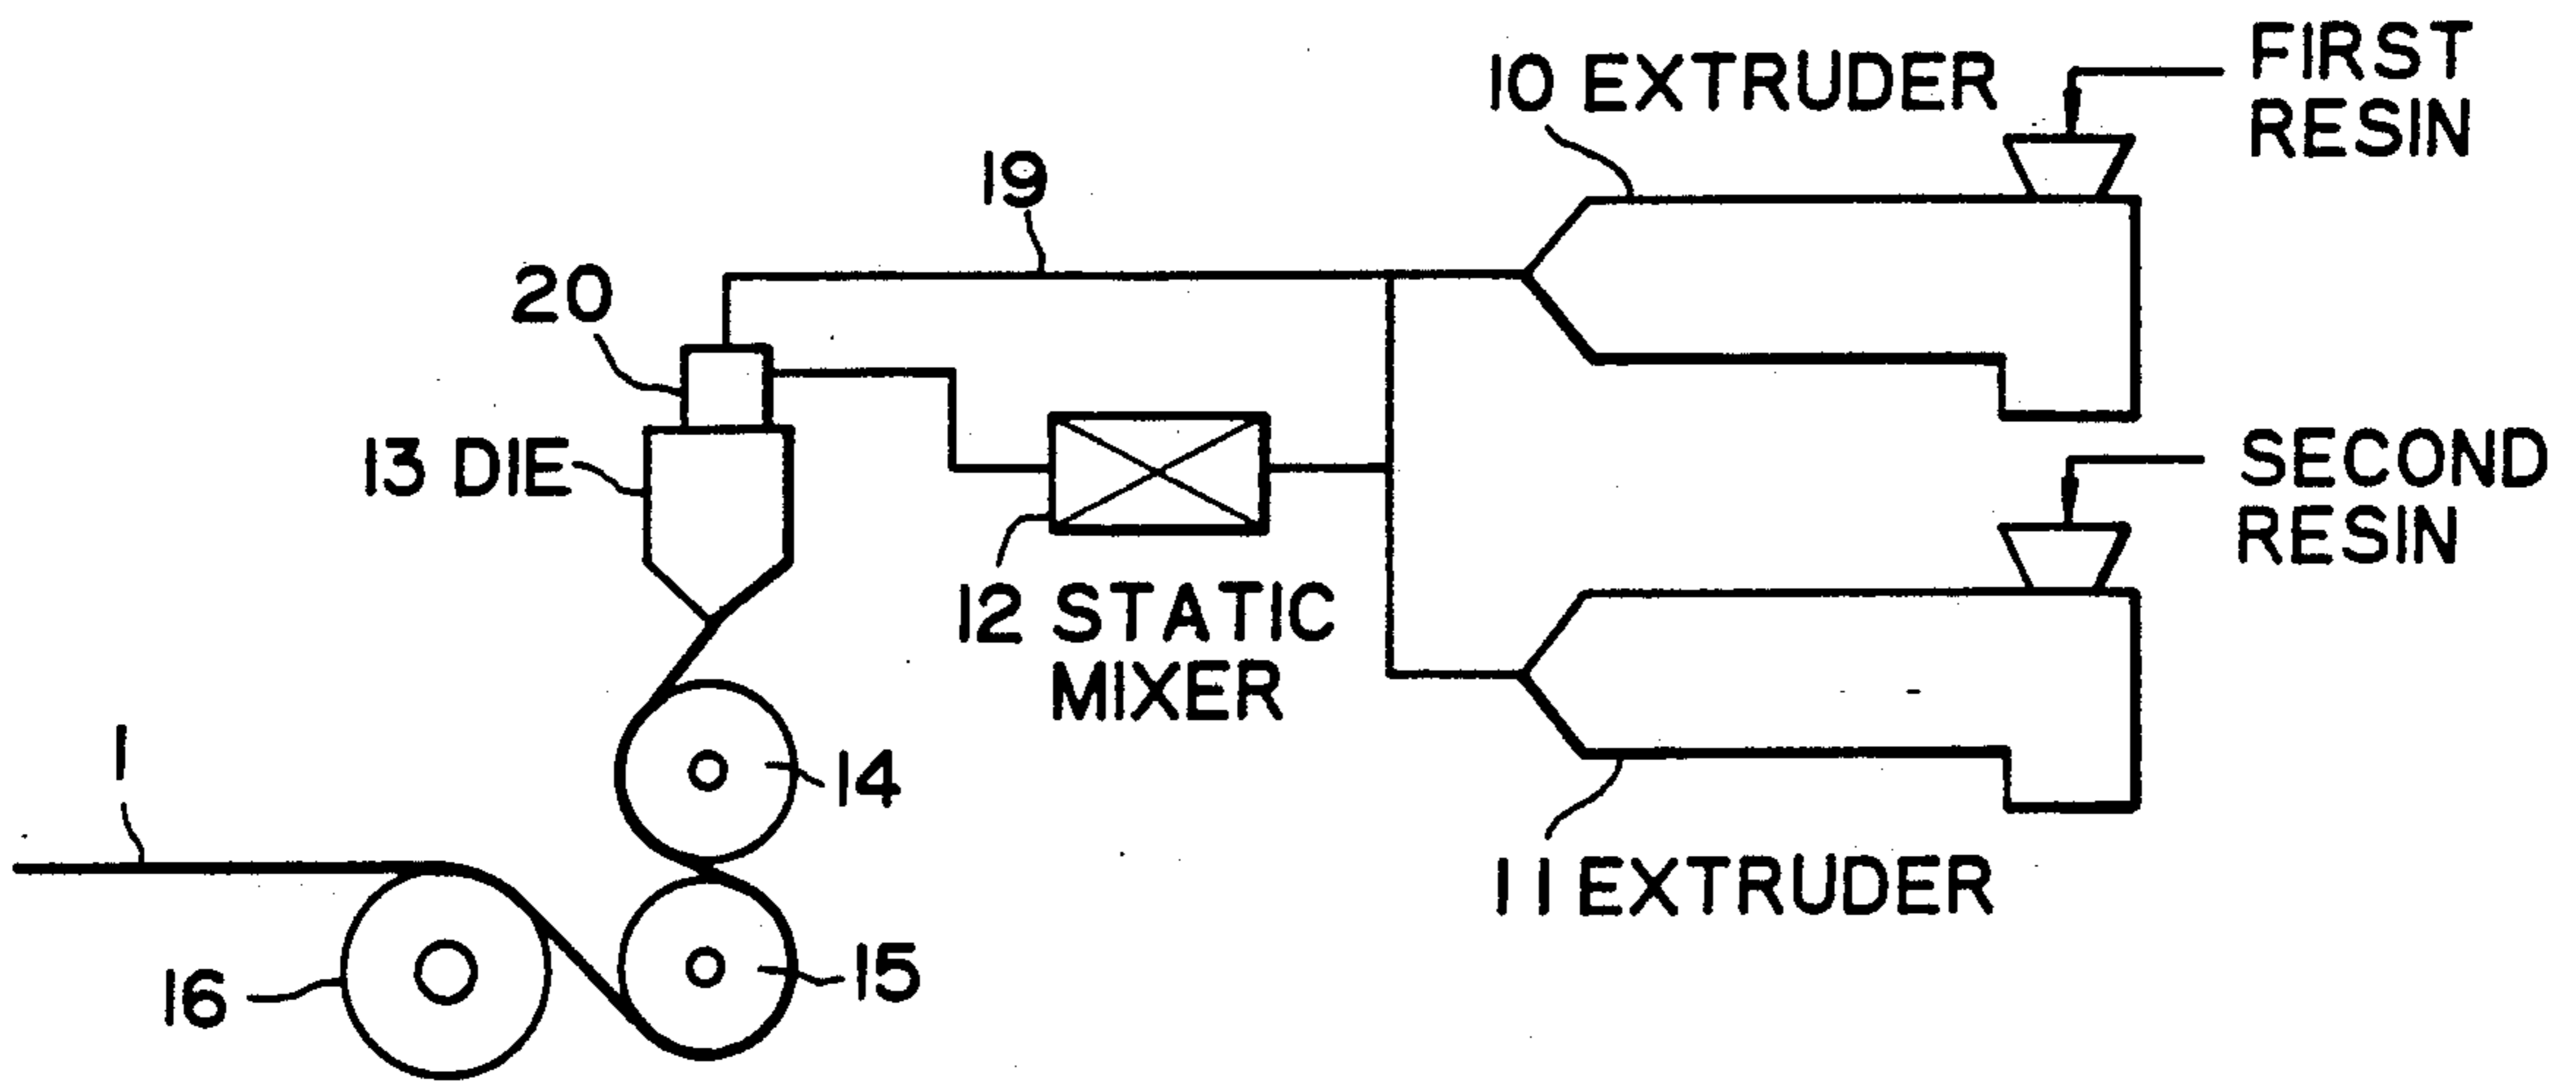 FIRST
RESIN
10 EXTRUDER
19
20
13 DIE
SECOND
RESIN
12 STATIC
MIXER
1
14
11 EXTRUDER
15
16